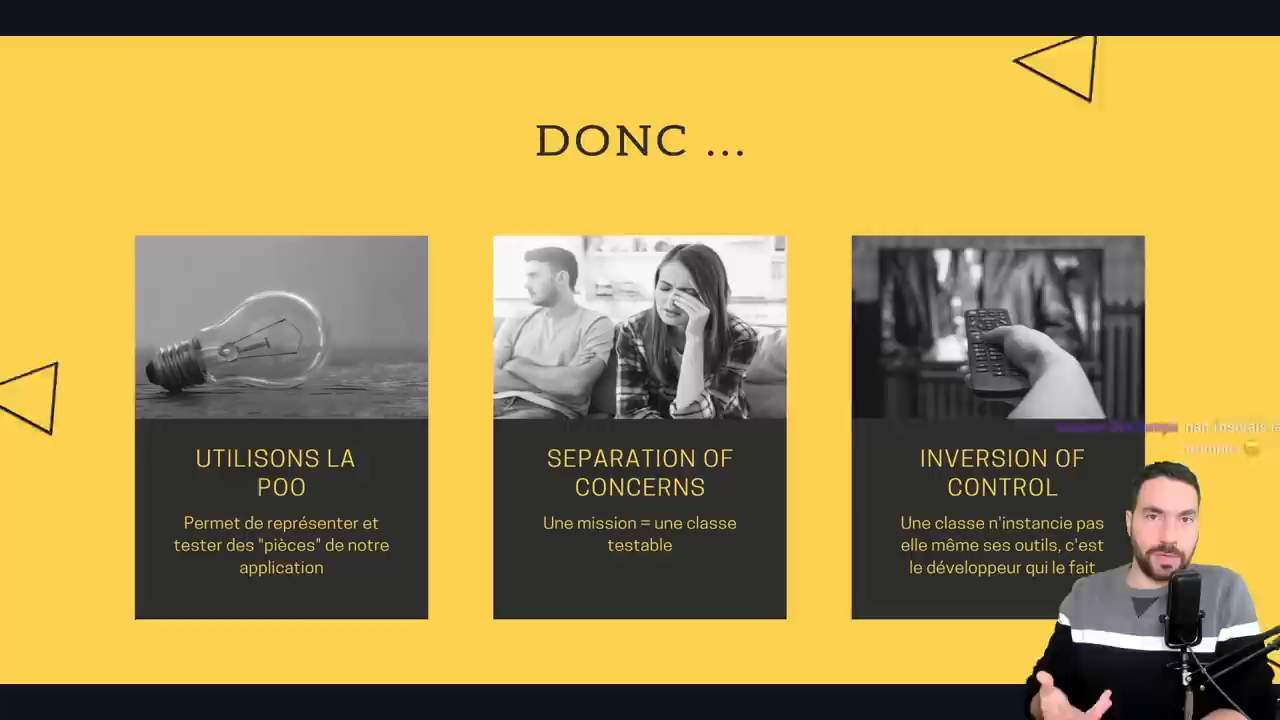 DONC ...
UTILISONS LA
POO
Permet de représenter et
tester des "pièces" de notre
application
SEPARATION OF
CONCERNS
Une mission = une classe
testable
INVERSION OF
CONTROL
Une classe n'instancie pas
elle même ses outils, c'est
le développeur qui le fait